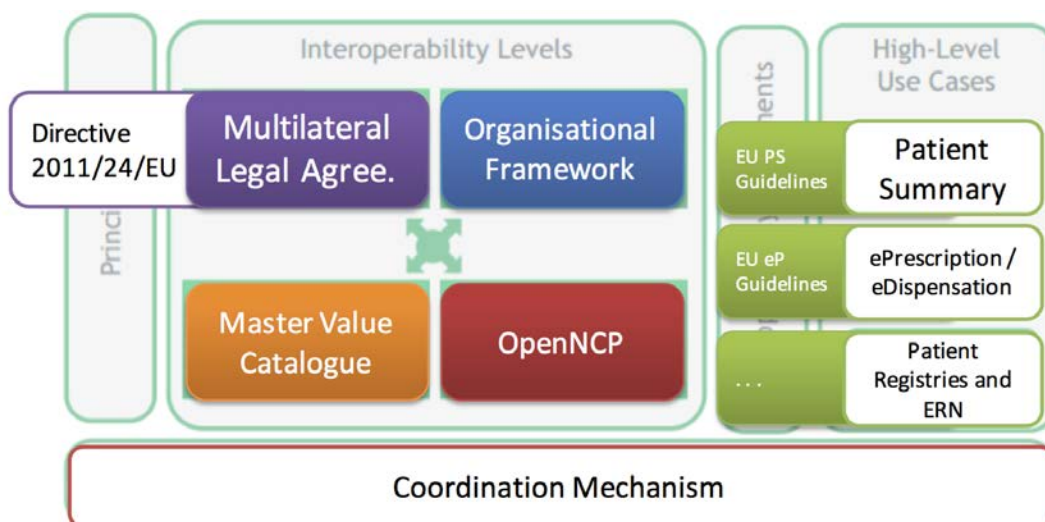 Interoperability Levels
High-Level
Use Cases
Directive
2011/24/EU
Multilateral
Legal Agree.
Organisational
Framework
EU PS
Guidelines
Patient
Summary
Master Value
Catalogue
OpenNCP
EU eP
Guidelines
ePrescription /
eDispensation
. . .
Patient
Registries and
ERN
Coordination Mechanism